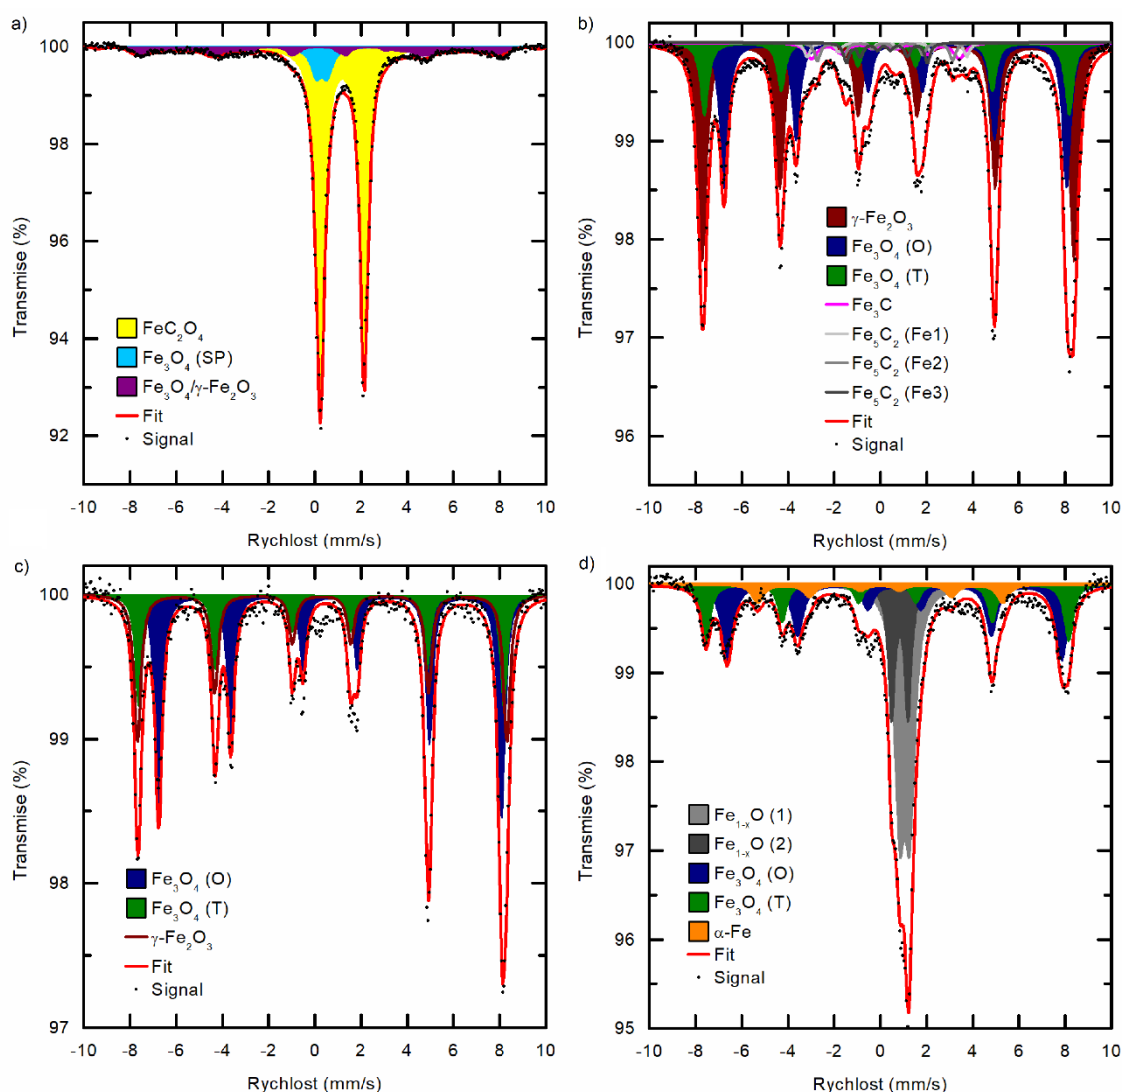 a)
100
98
96
94
92
Transmise (%)
FeC₂O₄
Fe₃O₄ (SP)
Fe₃O₄/γ-Fe₂O₃
Fit
Signal
-10 -8 -6 -4 -2 0 2 4 6 8 10
Rychlost (mm/s)
b)
100
99
98
97
96
Transmise (%)
γ-Fe₂O₃
Fe₃O₄ (O)
Fe₃O₄ (T)
Fe₃C
Fe₅C₂ (Fe1)
Fe₅C₂ (Fe2)
Fe₅C₂ (Fe3)
Fit
Signal
-10 -8 -6 -4 -2 0 2 4 6 8 10
Rychlost (mm/s)
c)
100
99
98
97
Transmise (%)
Fe₃O₄ (O)
Fe₃O₄ (T)
γ-Fe₂O₃
Fit
Signal
-10 -8 -6 -4 -2 0 2 4 6 8 10
Rychlost (mm/s)
d)
100
99
98
97
96
95
Transmise (%)
Fe₁₋ₓO (1)
Fe₁₋ₓO (2)
Fe₃O₄ (O)
Fe₃O₄ (T)
α-Fe
Fit
Signal
-10 -8 -6 -4 -2 0 2 4 6 8 10
Rychlost (mm/s)